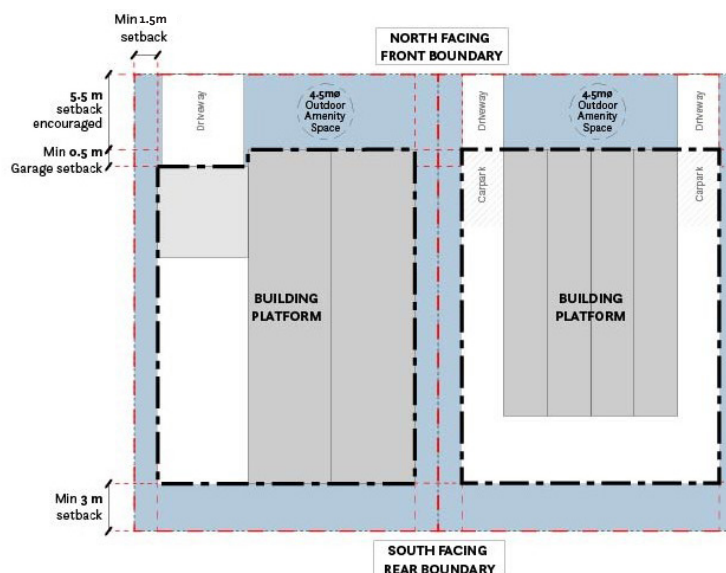 Min 1.5m
setback
NORTH FACING
FRONT BOUNDARY
5.5 m
setback
encouraged
Driveway
4.5mø
Outdoor
Amenity
Space
Driveway
4.5mø
Outdoor
Amenity
Space
Driveway
Min 0.5 m
Garage setback
Carpark
Carpark
BUILDING
PLATFORM
BUILDING
PLATFORM
Min 3 m
setback
SOUTH FACING
REAR BOUNDARY